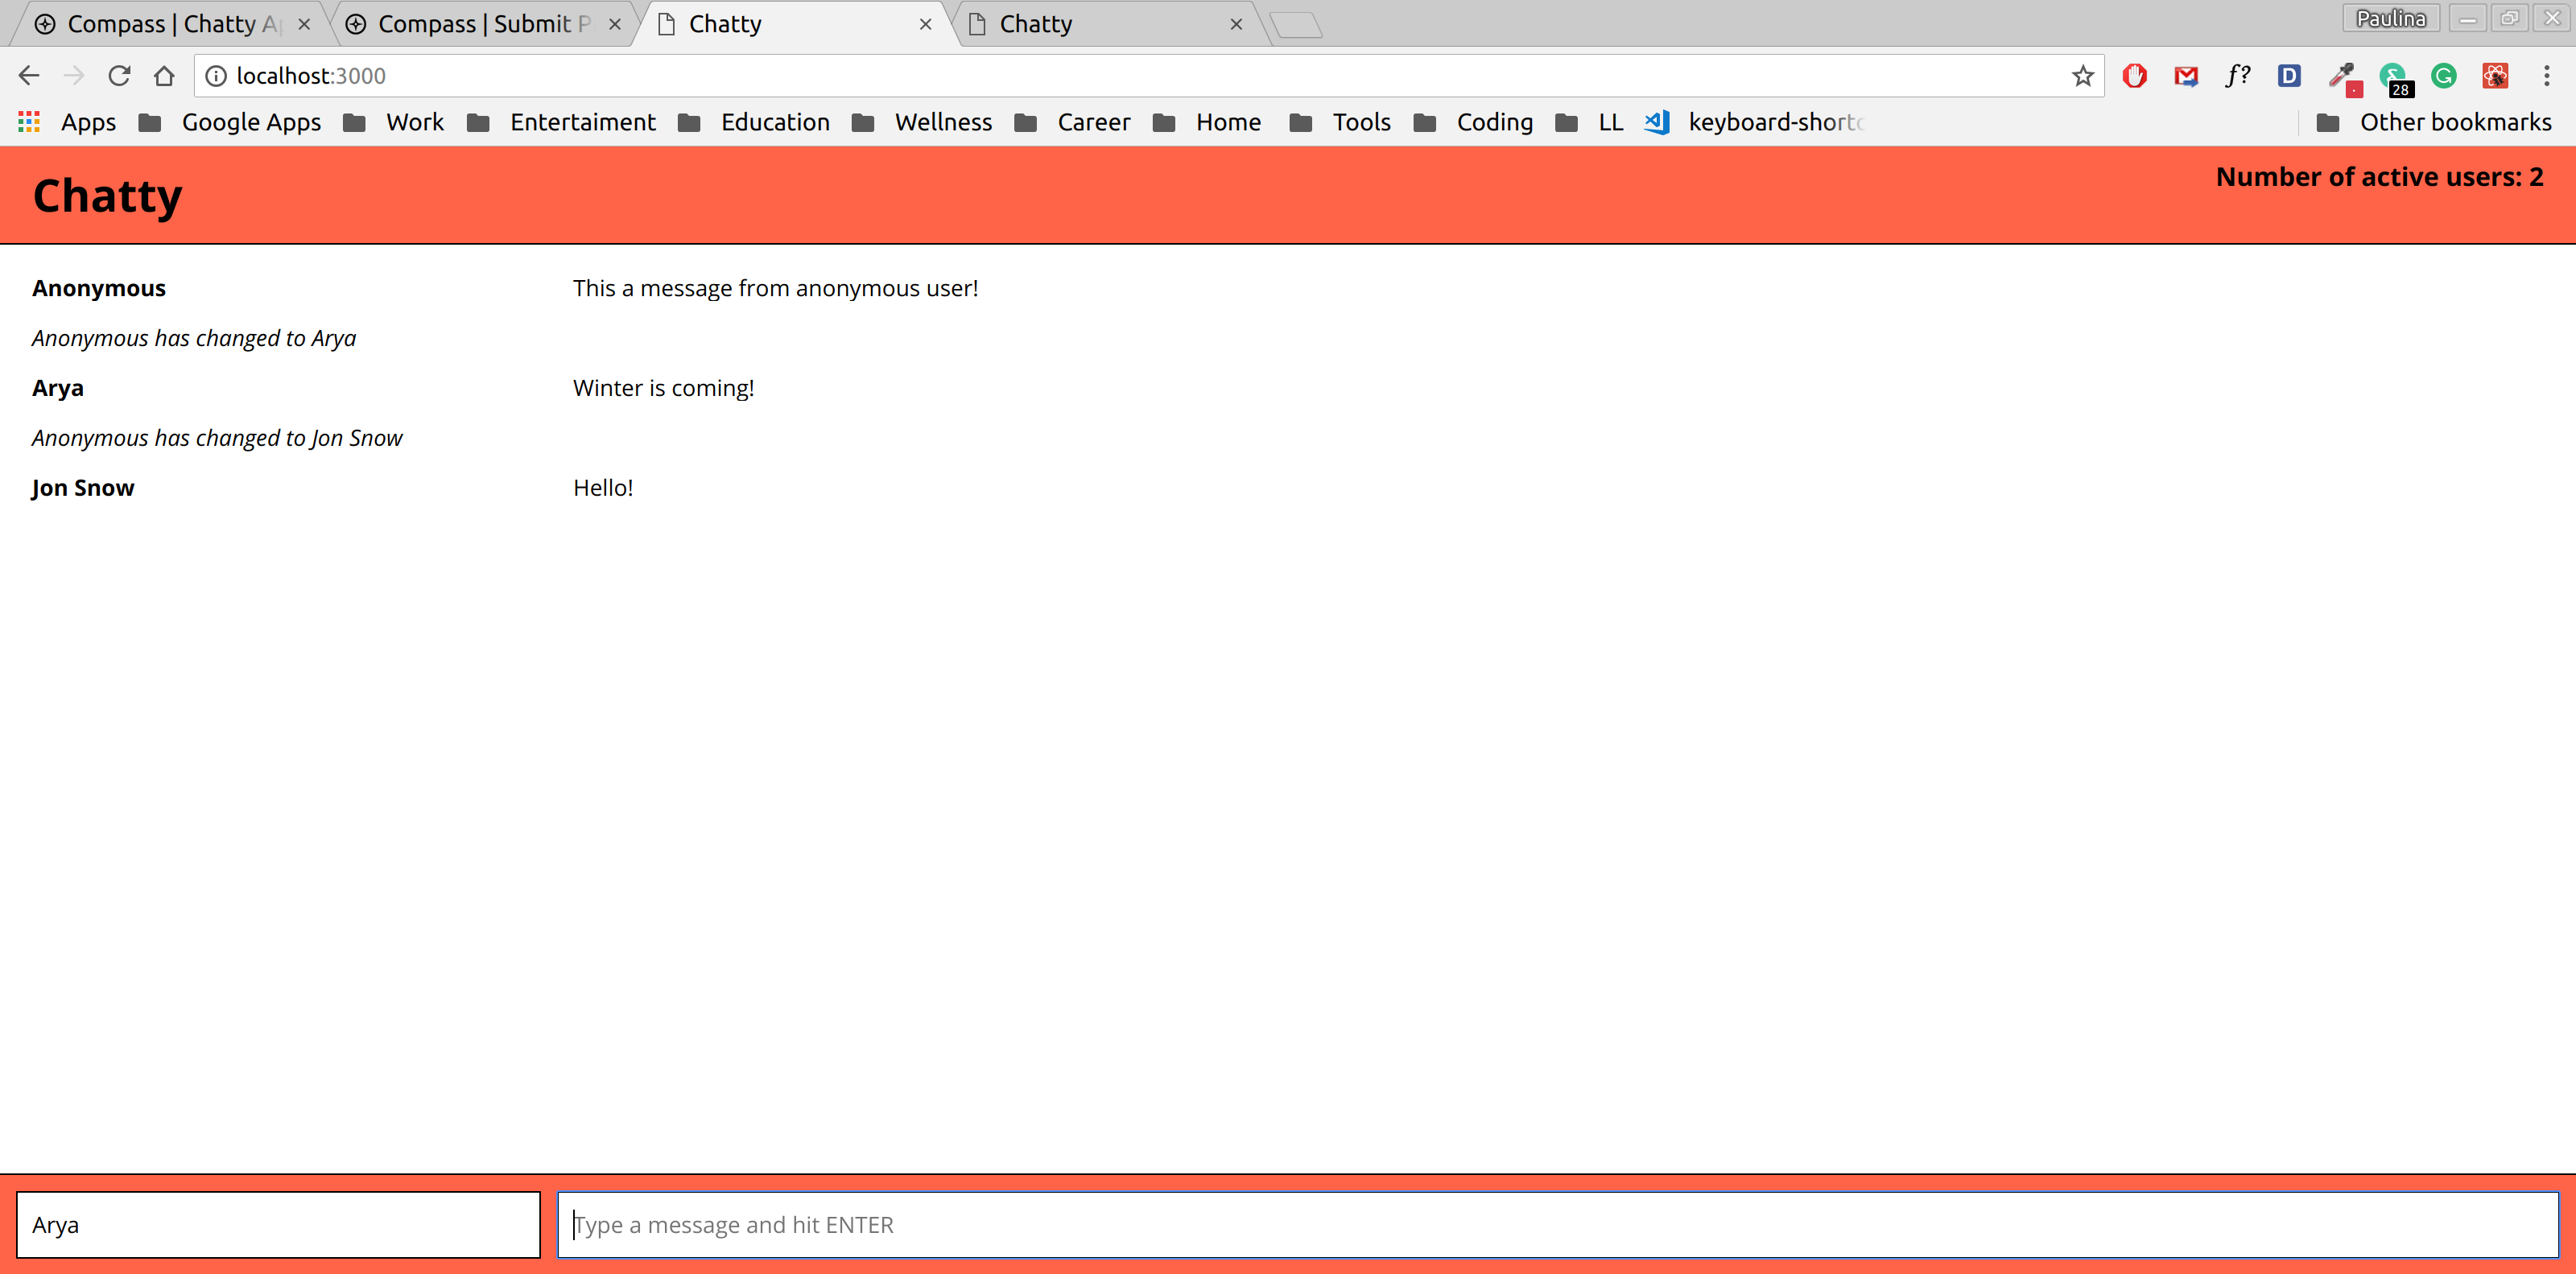 Compass | Chatty A
Compass | Submit P
Chatty
Chatty
Paulina
localhost:3000
f?
D
28
G
Apps
Google Apps
Work
Entertaiment
Education
Wellness
Career
Home
Tools
Coding
LL
keyboard-short
Other bookmarks
Chatty
Number of active users: 2
Anonymous This a message from anonymous user!
Anonymous has changed to Arya
Arya Winter is coming!
Anonymous has changed to Jon Snow
Jon Snow Hello!
Arya
Type a message and hit ENTER